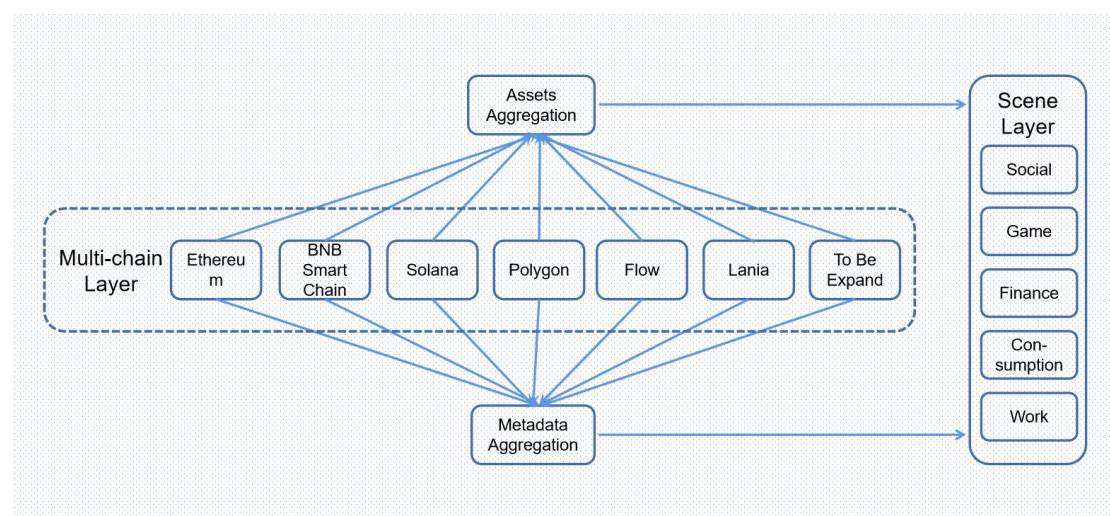 Assets
Aggregation
Scene
Layer
Social
Game
Finance
Con-
sumption
Work
Multi-chain
Layer
Ethereu
m
BNB
Smart
Chain
Solana
Polygon
Flow
Lania
To Be
Expand
Metadata
Aggregation